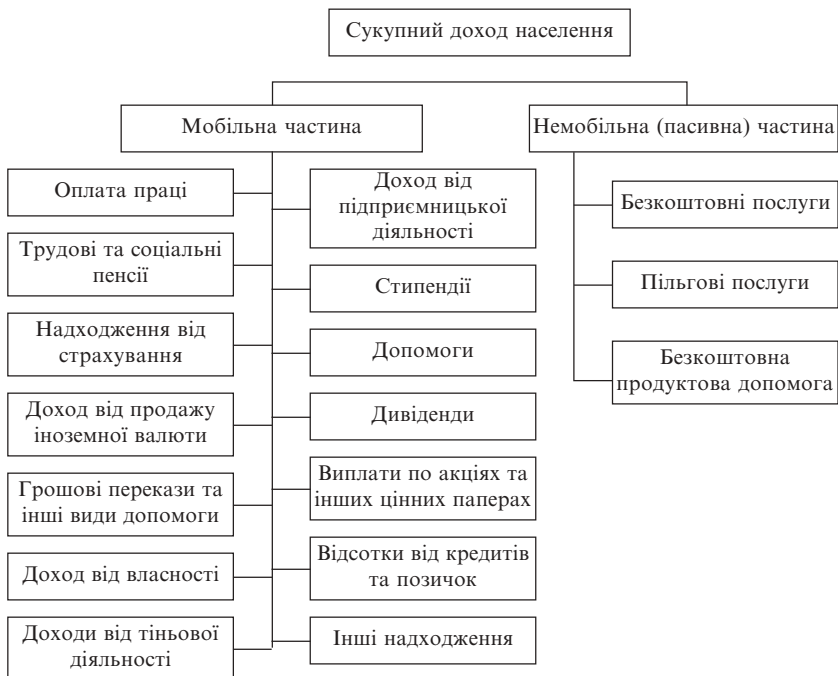 Сукупний доход населення
Мобільна частина
Немобільна (пасивна) частина
Оплата праці
Трудові та соціальні
пенсії
Надходження від
страхування
Доход від продажу
іноземної валюти
Грошові перекази та
інші види допомоги
Доход від власності
Доходи від тіньової
діяльності
Доход від
підприємницької
діяльності
Стипендії
Допомоги
Дивіденди
Виплати по акціях та
інших цінних паперах
Відсотки від кредитів
та позичок
Інші надходження
Безкоштовні послуги
Пільгові послуги
Безкоштовна
продуктова допомога